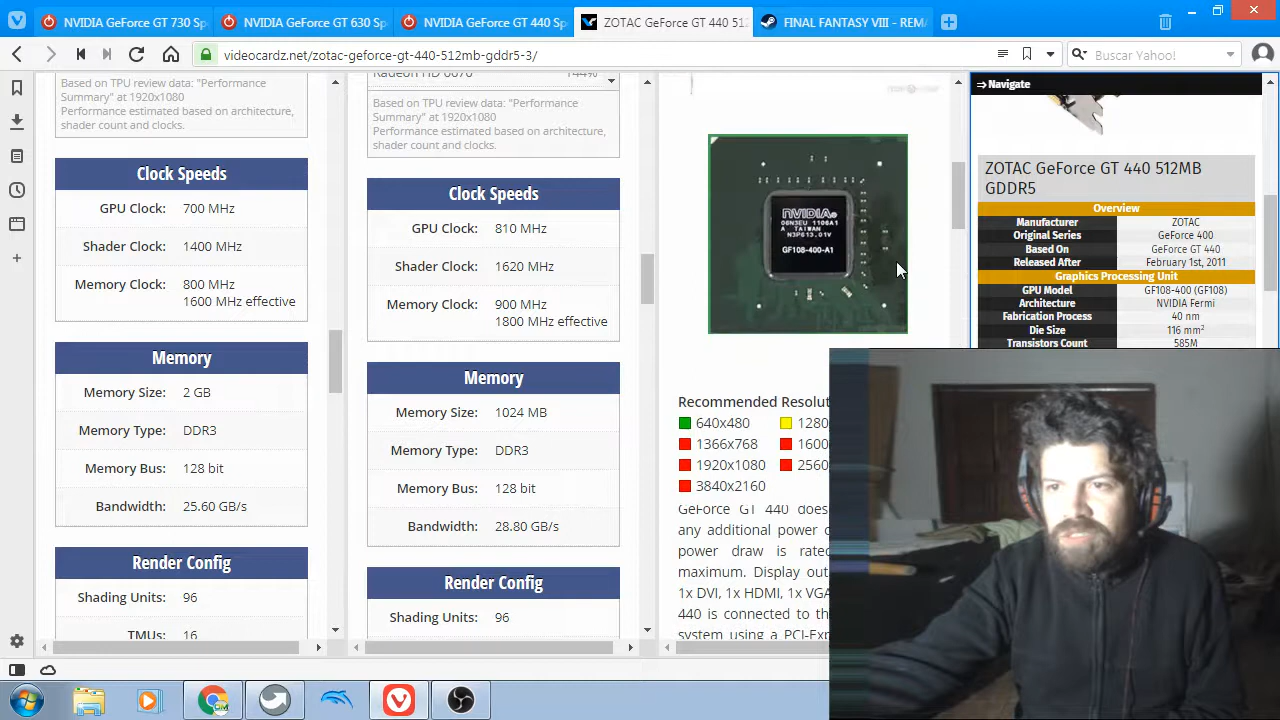 NVIDIA GeForce GT 730 Sp
NVIDIA GeForce GT 630 Sp
NVIDIA GeForce GT 440 Sp
ZOTAC GeForce GT 440 512
FINAL FANTASY VIII - REMA
videocardz.net/zotac-geforce-gt-440-512mb-gddr5-3/
Buscar Yahoo!
Based on TPU review data: "Performance
Summary" at 1920x1080
Performance estimated based on architecture,
shader count and clocks.
Clock Speeds
GPU Clock: 700 MHz
Shader Clock: 1400 MHz
Memory Clock: 800 MHz
1600 MHz effective
Memory
Memory Size: 2 GB
Memory Type: DDR3
Memory Bus: 128 bit
Bandwidth: 25.60 GB/s
Render Config
Shading Units: 96
TMUs: 16
Radeon HD 6670 144%
Based on TPU review data: "Performance
Summary" at 1920x1080
Performance estimated based on architecture,
shader count and clocks.
Clock Speeds
GPU Clock: 810 MHz
Shader Clock: 1620 MHz
Memory Clock: 900 MHz
1800 MHz effective
Memory
Memory Size: 1024 MB
Memory Type: DDR3
Memory Bus: 128 bit
Bandwidth: 28.80 GB/s
Render Config
Shading Units: 96
NVIDIA
GF108-400-A1
Recommended Resolut
640x480 1280
1366x768 1600
1920x1080 2560
3840x2160
GeForce GT 440 does
any additional power c
power draw is rated
maximum. Display out
1x DVI, 1x HDMI, 1x VGA
440 is connected to th
system using a PCI-Exp
Navigate
ZOTAC GeForce GT 440 512MB
GDDR5
Overview
Manufacturer ZOTAC
Original Series GeForce 400
Based On GeForce GT 440
Released After February 1st, 2011
Graphics Processing Unit
GPU Model GF108-400 (GF108)
Architecture NVIDIA Fermi
Fabrication Process 40 nm
Die Size 116 mm²
Transistors Count 585M